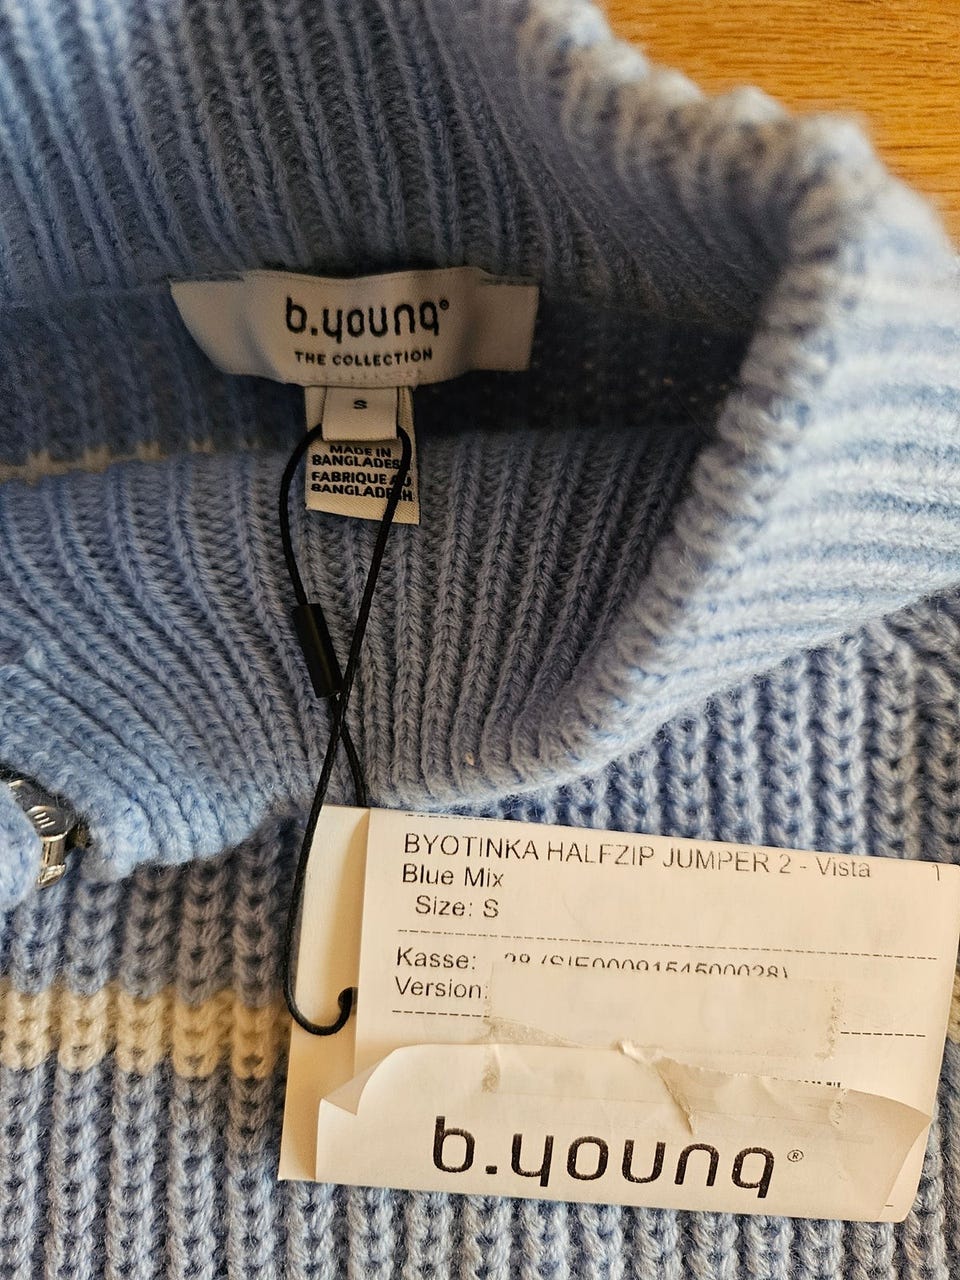 b.young®
THE COLLECTION
S
MADE IN
BANGLADESH
FABRIQUE AU
BANGLADESH
BYOTINKA HALFZIP JUMPER 2 - Vista 1
Blue Mix
Size: S
Kasse:
Version:
b.young®